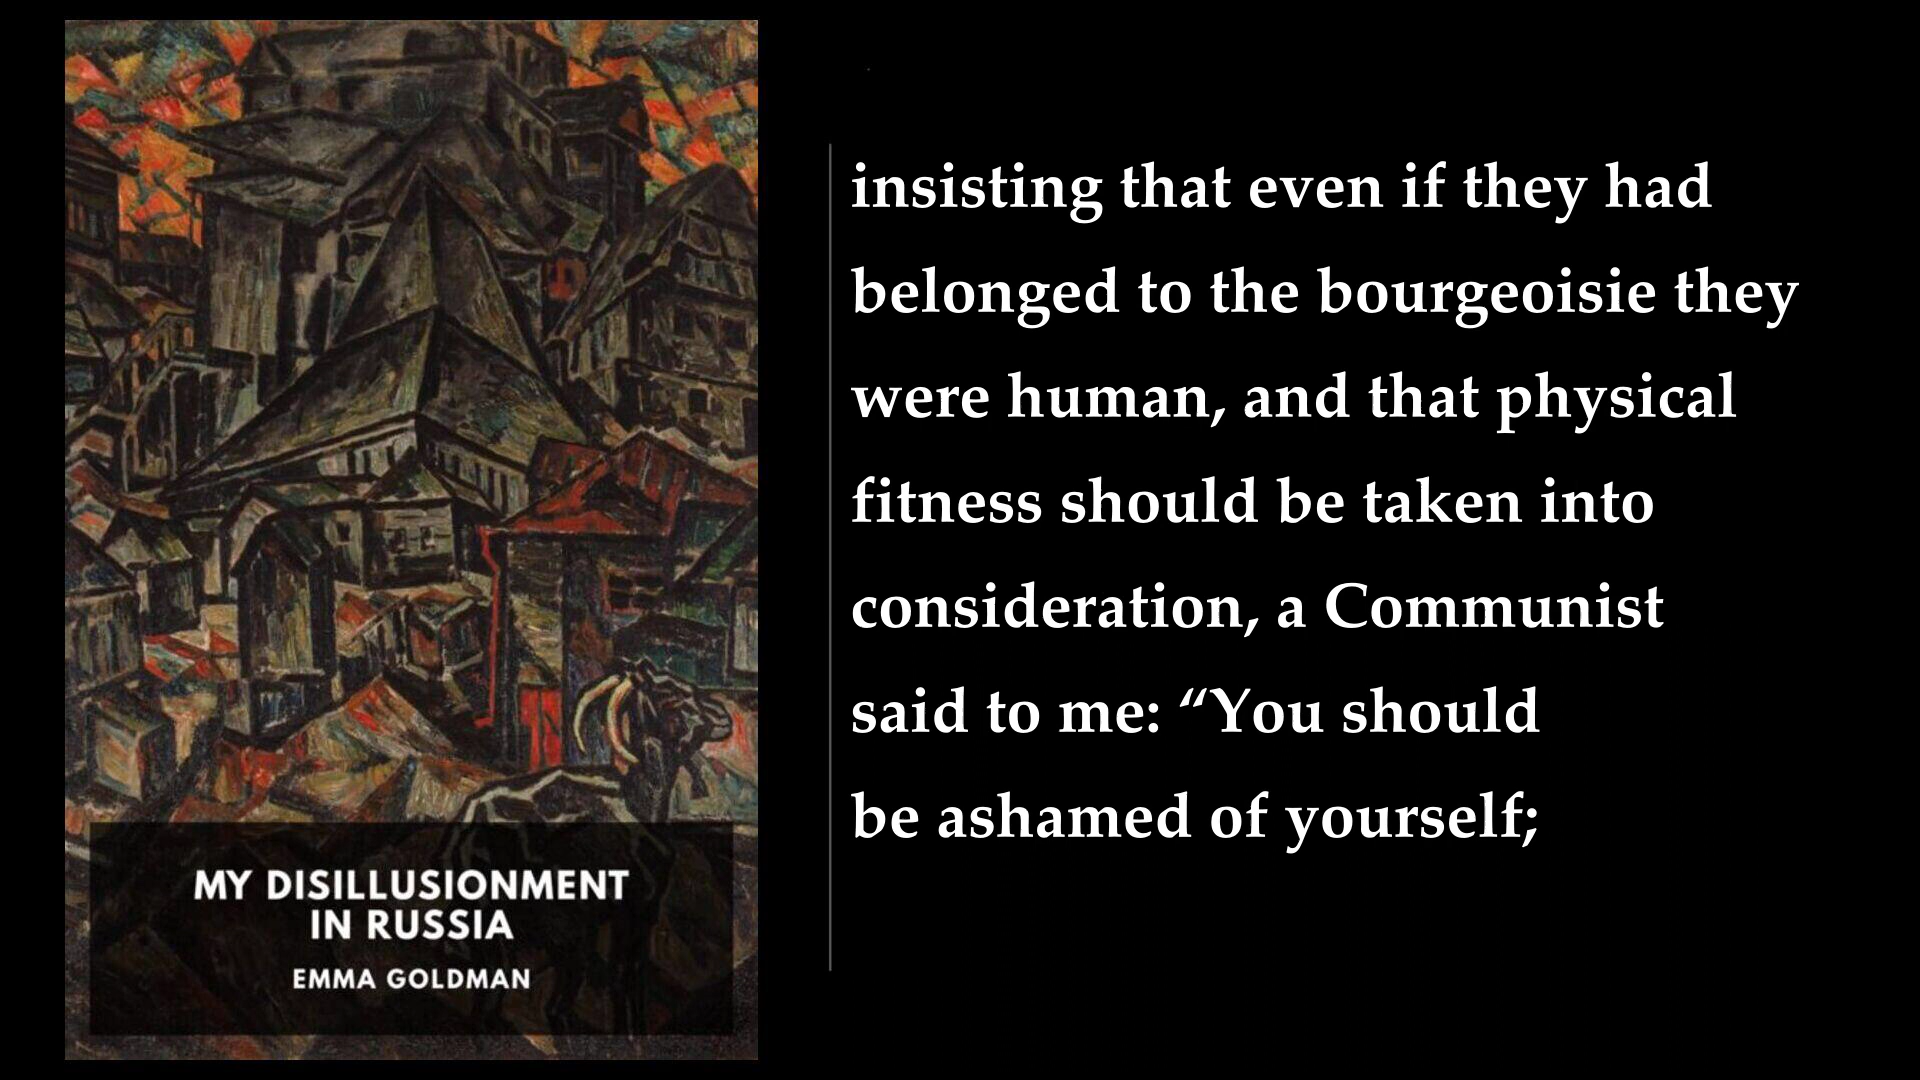 MY DISILLUSIONMENT
IN RUSSIA
EMMA GOLDMAN
insisting that even if they had
belonged to the bourgeoisie they
were human, and that physical
fitness should be taken into
consideration, a Communist
said to me: “You should
be ashamed of yourself;